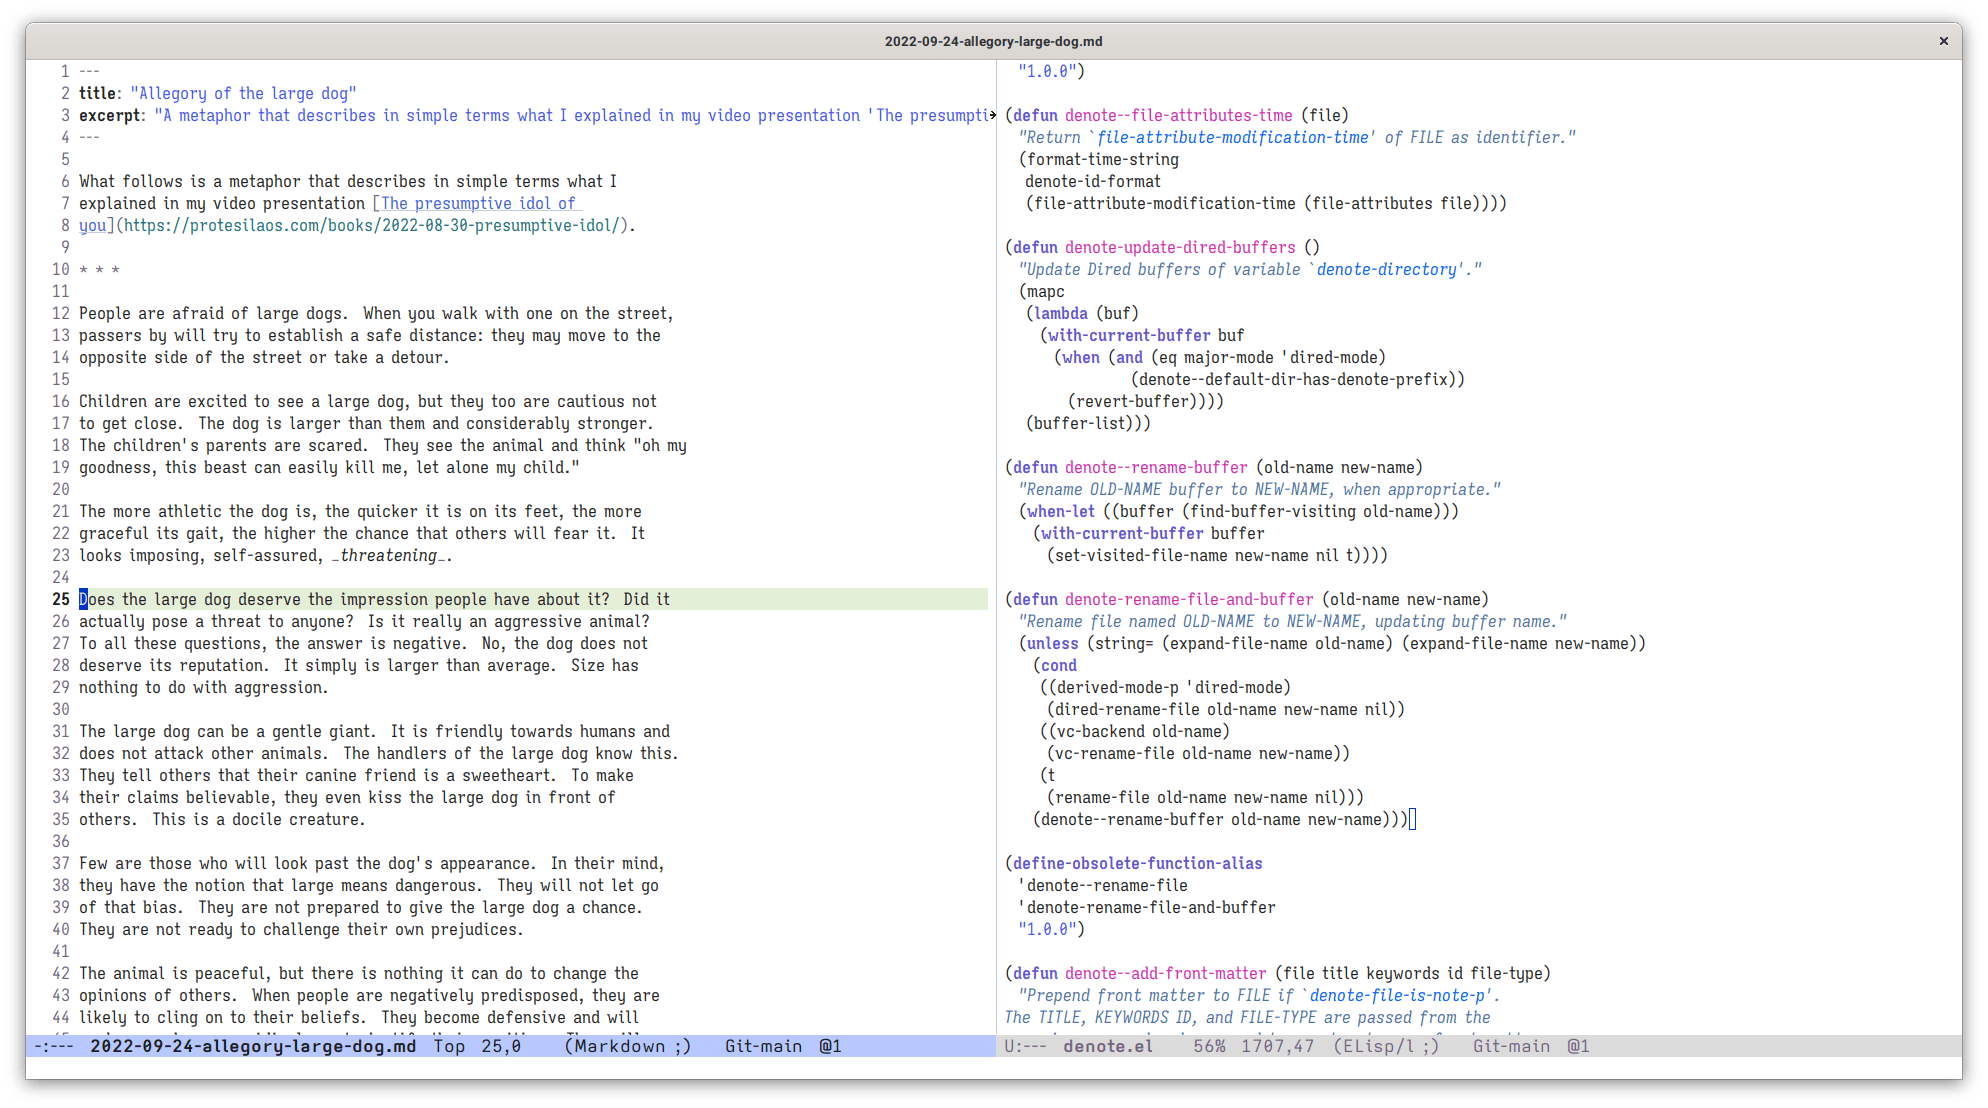 2022-09-24-allegory-large-dog.md ×
1 ---
2 title: "Allegory of the large dog"
3 excerpt: "A metaphor that describes in simple terms what I explained in my video presentation 'The presumpti
4 ---
5
6 What follows is a metaphor that describes in simple terms what I
7 explained in my video presentation [The presumptive idol of
8 you](https://protesilaos.com/books/2022-08-30-presumptive-idol/).
9
10 * * *
11
12 People are afraid of large dogs.  When you walk with one on the street,
13 passers by will try to establish a safe distance: they may move to the
14 opposite side of the street or take a detour.
15
16 Children are excited to see a large dog, but they too are cautious not
17 to get close.  The dog is larger than them and considerably stronger.
18 The children's parents are scared.  They see the animal and think "oh my
19 goodness, this beast can easily kill me, let alone my child."
20
21 The more athletic the dog is, the quicker it is on its feet, the more
22 graceful its gait, the higher the chance that others will fear it.  It
23 looks imposing, self-assured, _threatening_.
24
25 Does the large dog deserve the impression people have about it?  Did it
26 actually pose a threat to anyone?  Is it really an aggressive animal?
27 To all these questions, the answer is negative.  No, the dog does not
28 deserve its reputation.  It simply is larger than average.  Size has
29 nothing to do with aggression.
30
31 The large dog can be a gentle giant.  It is friendly towards humans and
32 does not attack other animals.  The handlers of the large dog know this.
33 They tell others that their canine friend is a sweetheart.  To make
34 their claims believable, they even kiss the large dog in front of
35 others.  This is a docile creature.
36
37 Few are those who will look past the dog's appearance.  In their mind,
38 they have the notion that large means dangerous.  They will not let go
39 of that bias.  They are not prepared to give the large dog a chance.
40 They are not ready to challenge their own prejudices.
41
42 The animal is peaceful, but there is nothing it can do to change the
43 opinions of others.  When people are negatively predisposed, they are
44 likely to cling on to their beliefs.  They become defensive and will
-:---  2022-09-24-allegory-large-dog.md  Top  25,0    (Markdown ;)   Git-main  @1
  "1.0.0")

(defun denote--file-attributes-time (file)
  "Return `file-attribute-modification-time' of FILE as identifier."
  (format-time-string
   denote-id-format
   (file-attribute-modification-time (file-attributes file))))

(defun denote-update-dired-buffers ()
  "Update Dired buffers of variable `denote-directory'."
  (mapc
   (lambda (buf)
     (with-current-buffer buf
       (when (and (eq major-mode 'dired-mode)
                  (denote--default-dir-has-denote-prefix))
         (revert-buffer))))
   (buffer-list)))

(defun denote--rename-buffer (old-name new-name)
  "Rename OLD-NAME buffer to NEW-NAME, when appropriate."
  (when-let ((buffer (find-buffer-visiting old-name)))
    (with-current-buffer buffer
      (set-visited-file-name new-name nil t))))

(defun denote-rename-file-and-buffer (old-name new-name)
  "Rename file named OLD-NAME to NEW-NAME, updating buffer name."
  (unless (string= (expand-file-name old-name) (expand-file-name new-name))
    (cond
     ((derived-mode-p 'dired-mode)
      (dired-rename-file old-name new-name nil))
     ((vc-backend old-name)
      (vc-rename-file old-name new-name))
     (t
      (rename-file old-name new-name nil)))
    (denote--rename-buffer old-name new-name)))

(define-obsolete-function-alias
  'denote--rename-file
  'denote-rename-file-and-buffer
  "1.0.0")

(defun denote--add-front-matter (file title keywords id file-type)
  "Prepend front matter to FILE if `denote-file-is-note-p'.
The TITLE, KEYWORDS ID, and FILE-TYPE are passed from the
U:---  denote.el    56%  1707,47  (ELisp/l ;)   Git-main  @1